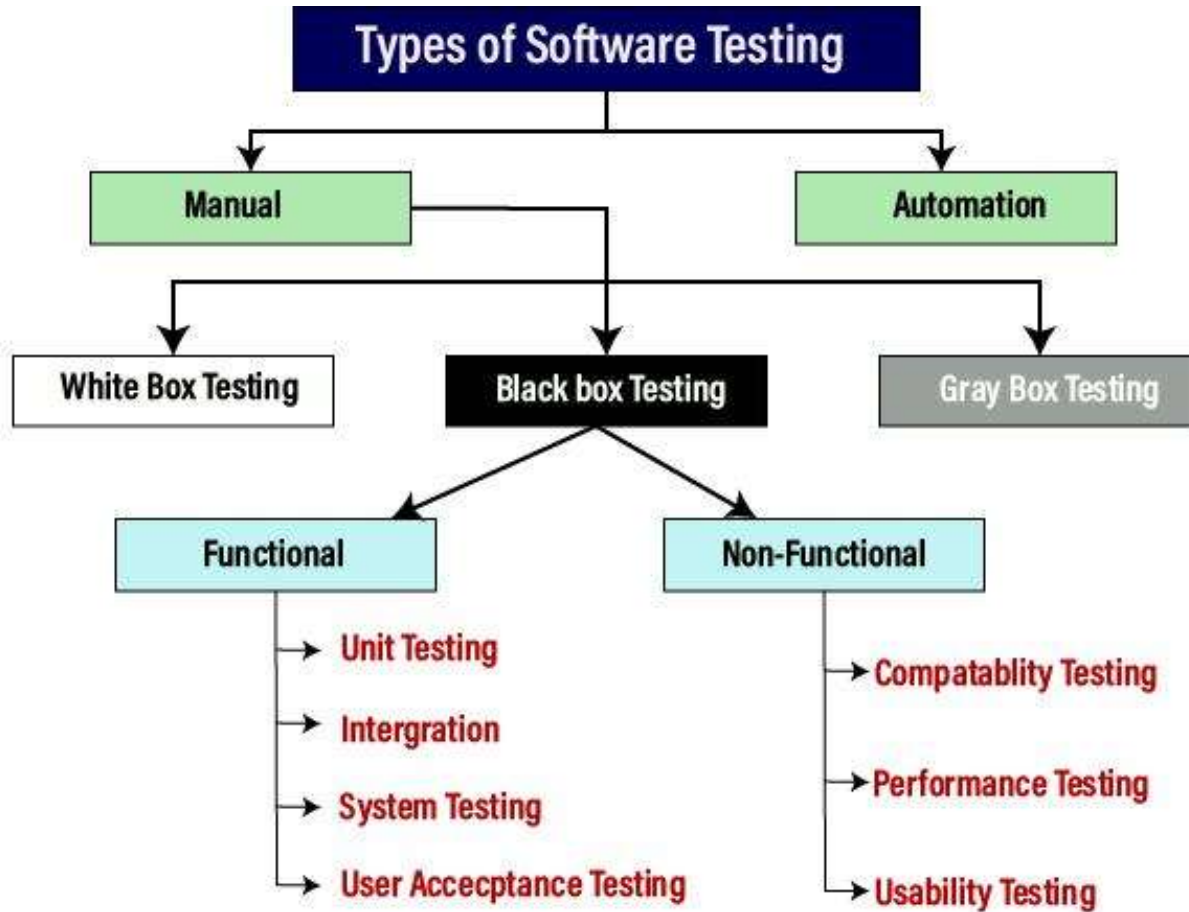 Types of Software Testing
Manual
Automation
White Box Testing
Black box Testing
Gray Box Testing
Functional
Non-Functional
Unit Testing
Intergration
System Testing
User Accecptance Testing
Compatablity Testing
Performance Testing
Usability Testing